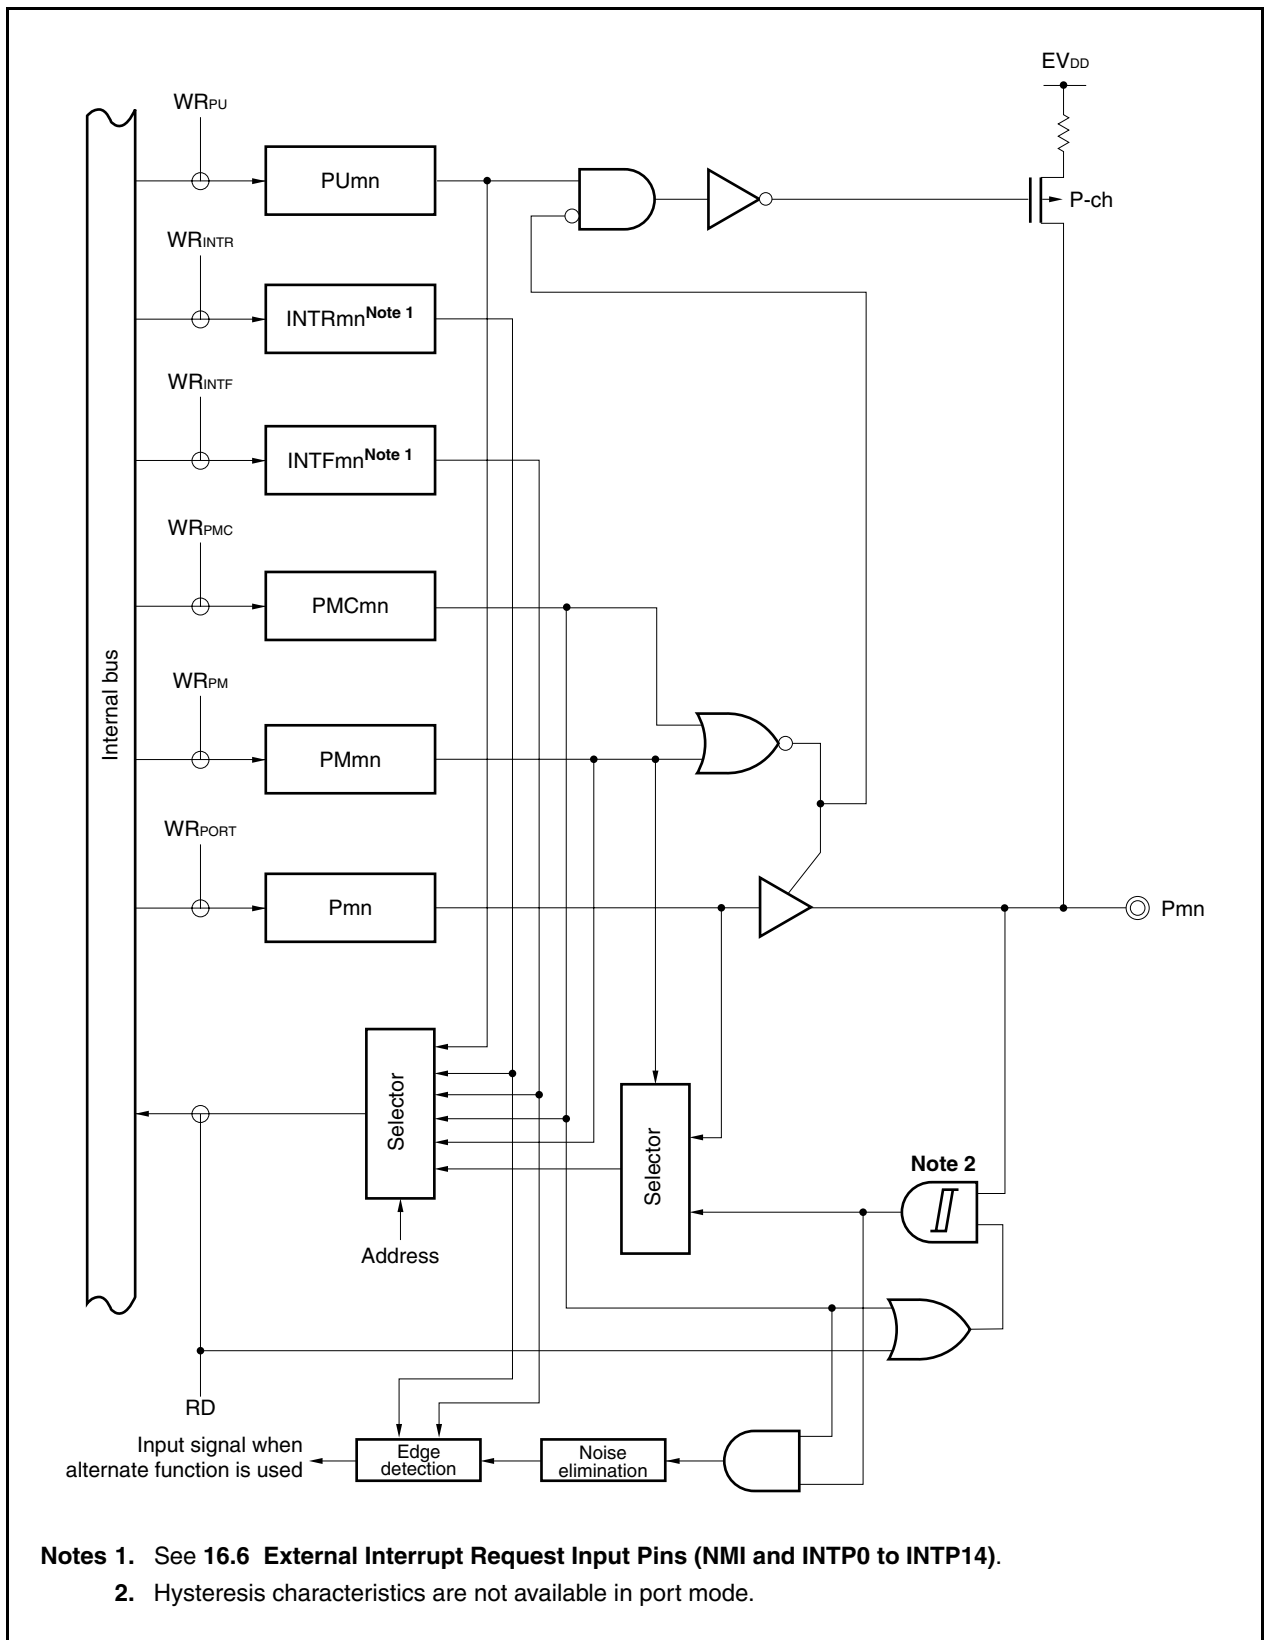 EVDD
WRPU
PUmn
P-ch
WRINTR
INTRmnNote 1
WRINTF
INTFmnNote 1
WRPMC
PMCmn
Internal bus
WRPM
PMmn
WRPORT
Pmn
Pmn
Selector
Selector
Note 2
Address
RD
Input signal when
alternate function is used
Edge
detection
Noise
elimination
Notes 1. See 16.6 External Interrupt Request Input Pins (NMI and INTP0 to INTP14).
2. Hysteresis characteristics are not available in port mode.